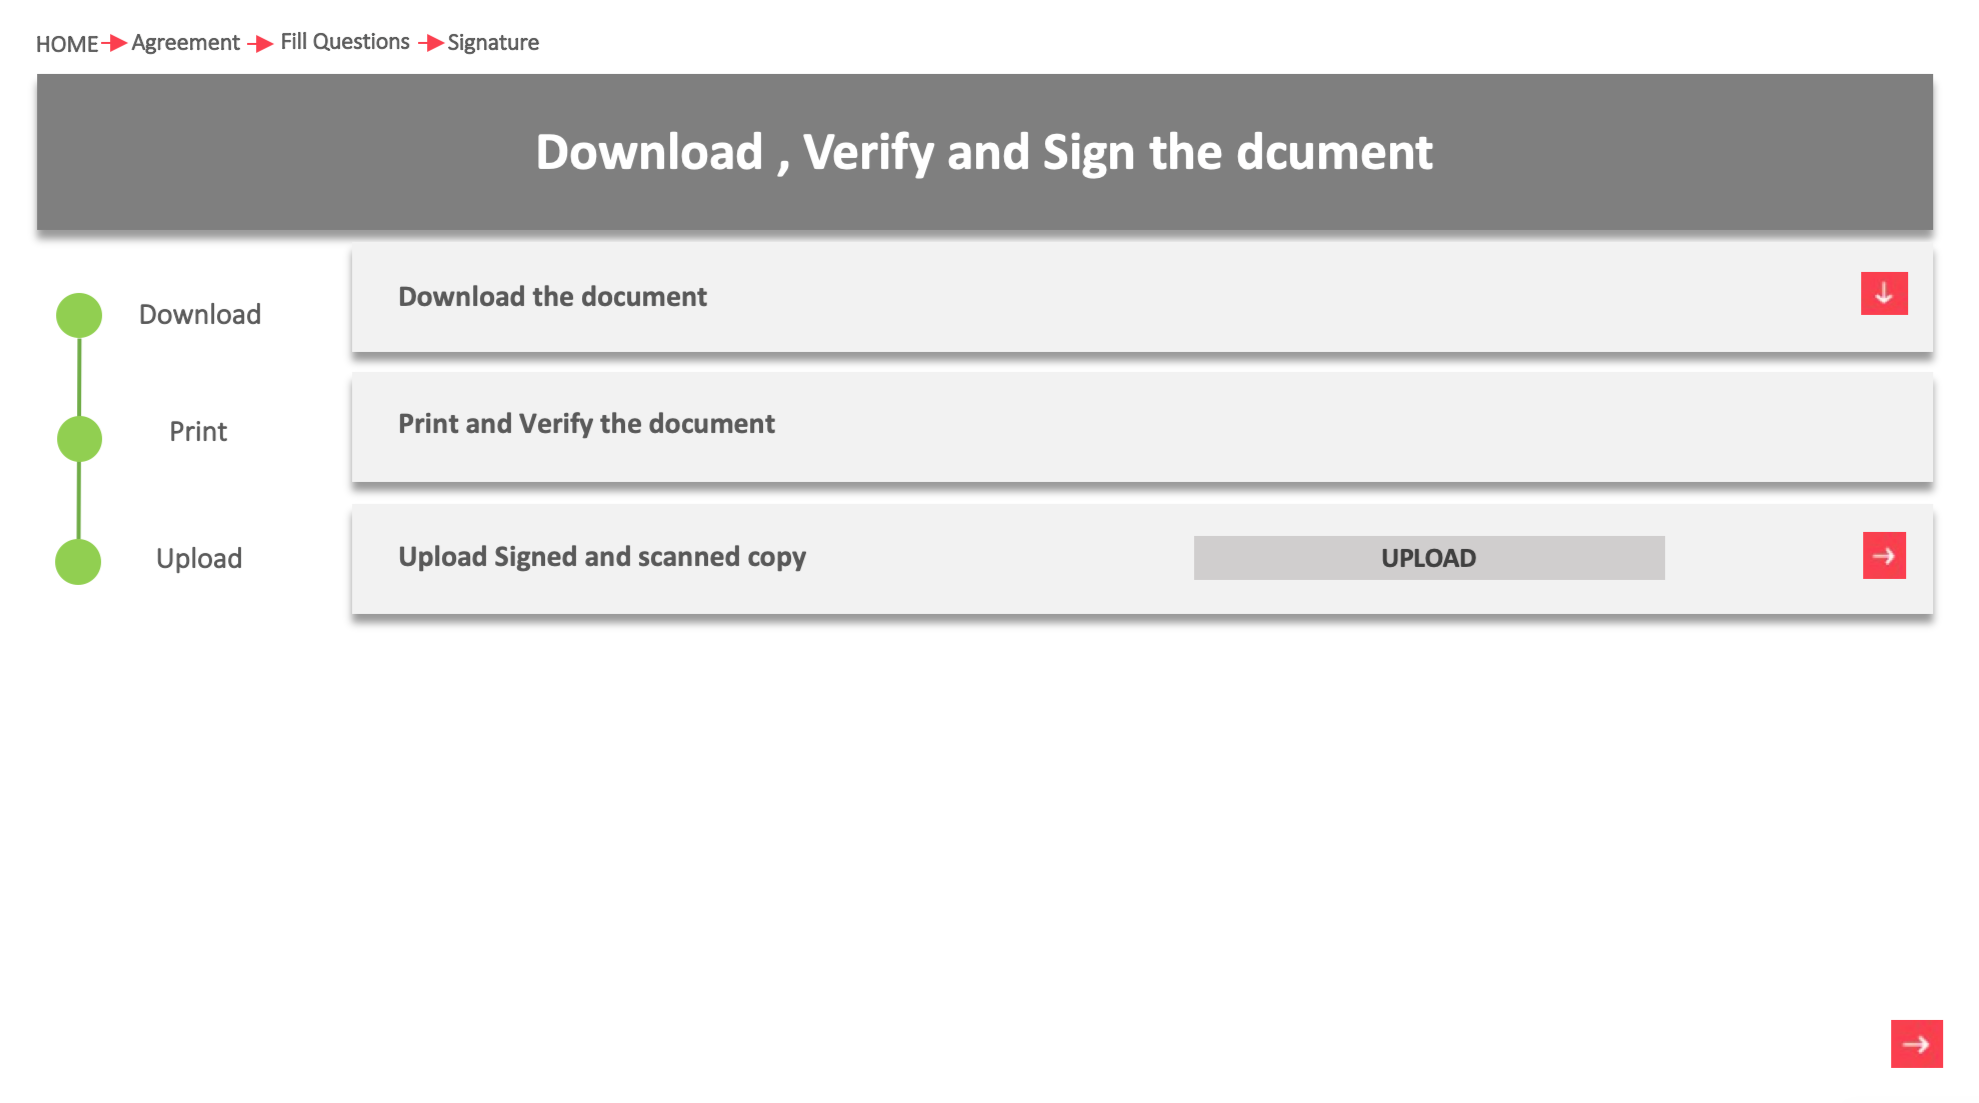 HOME Agreement Fill Questions Signature
Download , Verify and Sign the dcument
Download
Download the document
Print
Print and Verify the document
Upload
Upload Signed and scanned copy
UPLOAD